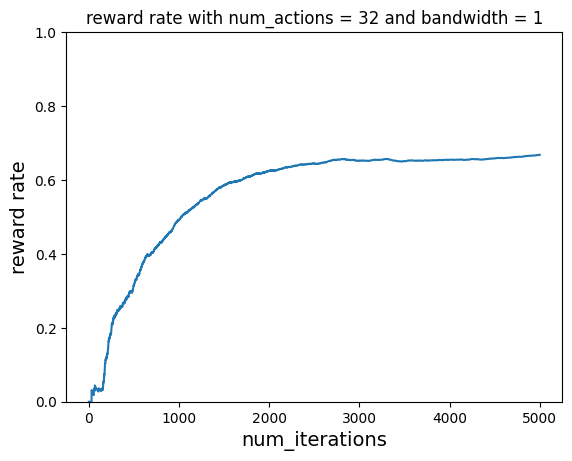 reward rate with num_actions = 32 and bandwidth = 1
1.0
0.8
0.6
0.4
0.2
0.0
reward rate
0 1000 2000 3000 4000 5000
num_iterations